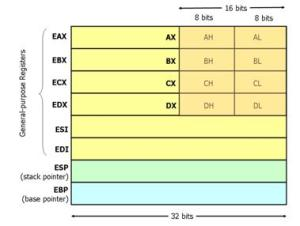 16 bits
8 bits 8 bits
EAX AX AH AL
EBX BX BH BL
ECX CX CH CL
EDX DX DH DL
General-purpose Registers
ESI
EDI
ESP
(stack pointer)
EBP
(base pointer)
32 bits